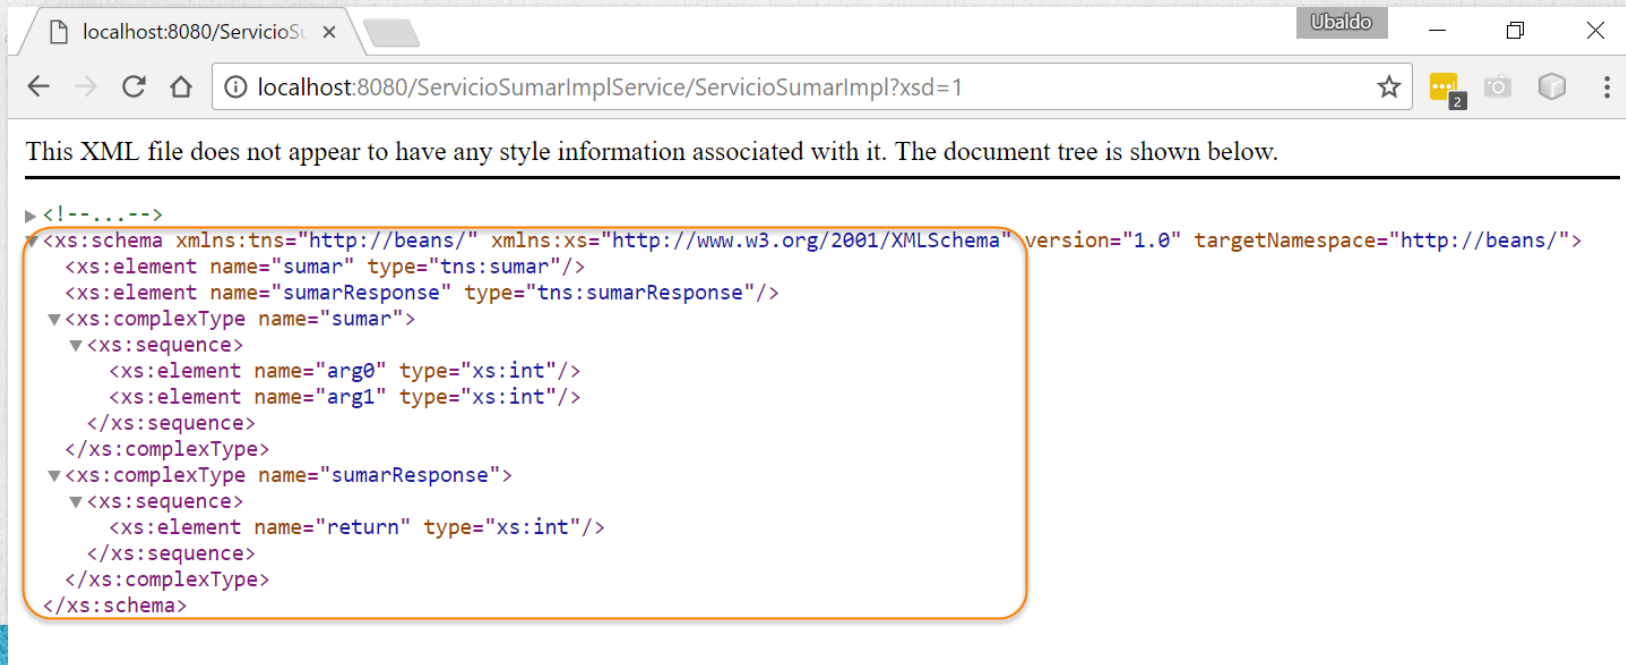 localhost:8080/ServicioSu
Ubaldo
localhost:8080/ServicioSumarImplService/ServicioSumarImpl?xsd=1
2
This XML file does not appear to have any style information associated with it. The document tree is shown below.
<!--...-->
<xs:schema xmlns:tns="http://beans/" xmlns:xs="http://www.w3.org/2001/XMLSchema" version="1.0" targetNamespace="http://beans/">
<xs:element name="sumar" type="tns:sumar"/>
<xs:element name="sumarResponse" type="tns:sumarResponse"/>
<xs:complexType name="sumar">
<xs:sequence>
<xs:element name="arg0" type="xs:int"/>
<xs:element name="arg1" type="xs:int"/>
</xs:sequence>
</xs:complexType>
<xs:complexType name="sumarResponse">
<xs:sequence>
<xs:element name="return" type="xs:int"/>
</xs:sequence>
</xs:complexType>
</xs:schema>